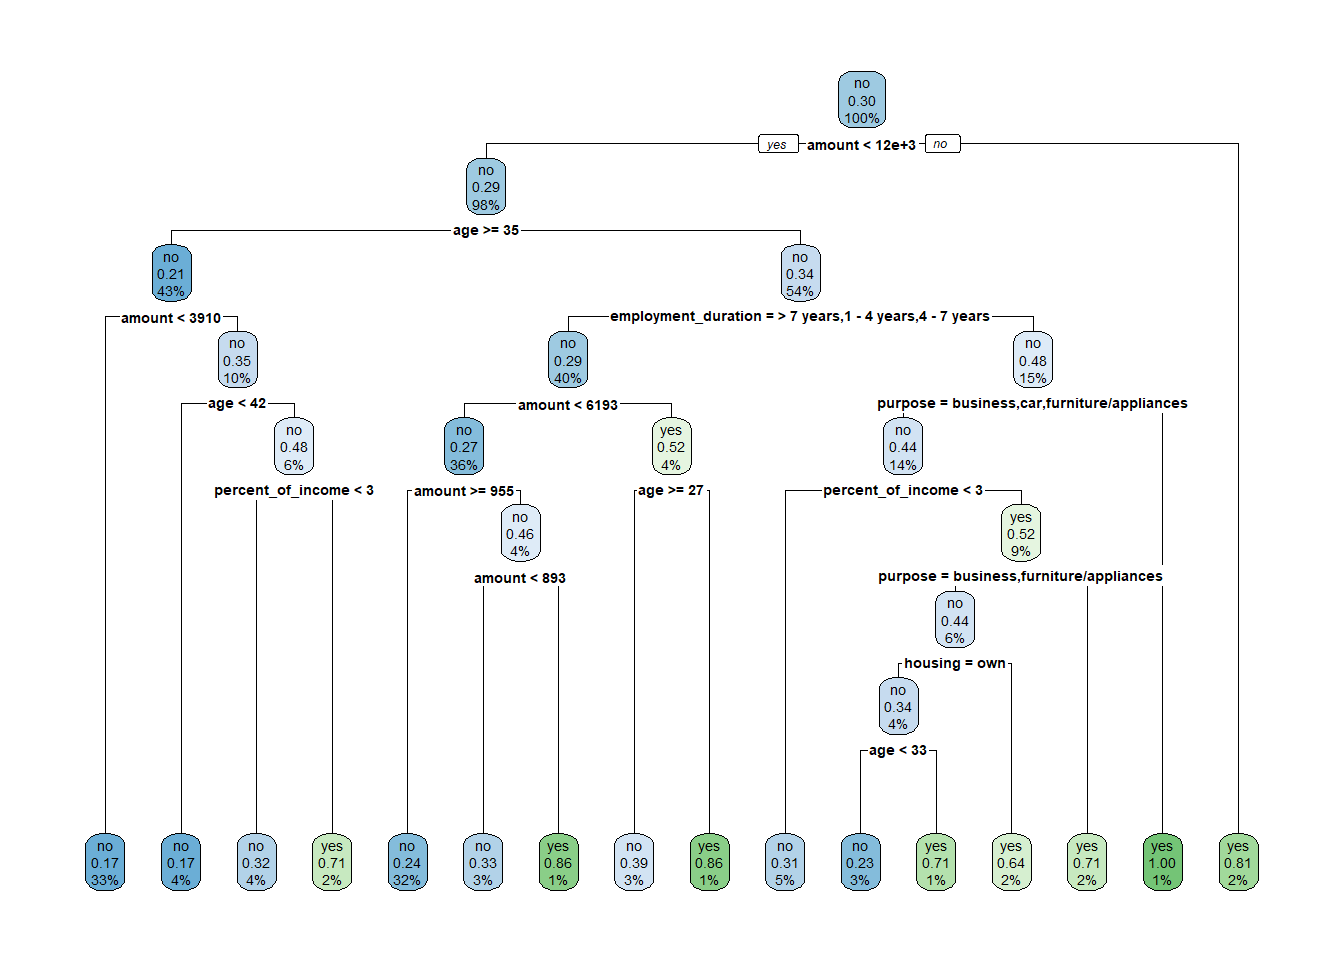 no
0.30
100%
yes
amount < 12e+3
no
no
0.29
98%
age >= 35
no
0.21
43%
no
0.34
54%
amount < 3910
employment_duration = > 7 years,1 - 4 years,4 - 7 years
no
0.35
10%
no
0.29
40%
no
0.48
15%
age < 42
amount < 6193
purpose = business,car,furniture/appliances
no
0.48
6%
no
0.27
36%
yes
0.52
4%
no
0.44
14%
percent_of_income < 3
amount >= 955
age >= 27
percent_of_income < 3
no
0.46
4%
yes
0.52
9%
amount < 893
purpose = business,furniture/appliances
no
0.44
6%
housing = own
no
0.34
4%
age < 33
no
0.17
33%
no
0.17
4%
no
0.32
4%
yes
0.71
2%
no
0.24
32%
no
0.33
3%
yes
0.86
1%
no
0.39
3%
yes
0.86
1%
no
0.31
5%
no
0.23
3%
yes
0.71
1%
yes
0.64
2%
yes
0.71
2%
yes
1.00
1%
yes
0.81
2%